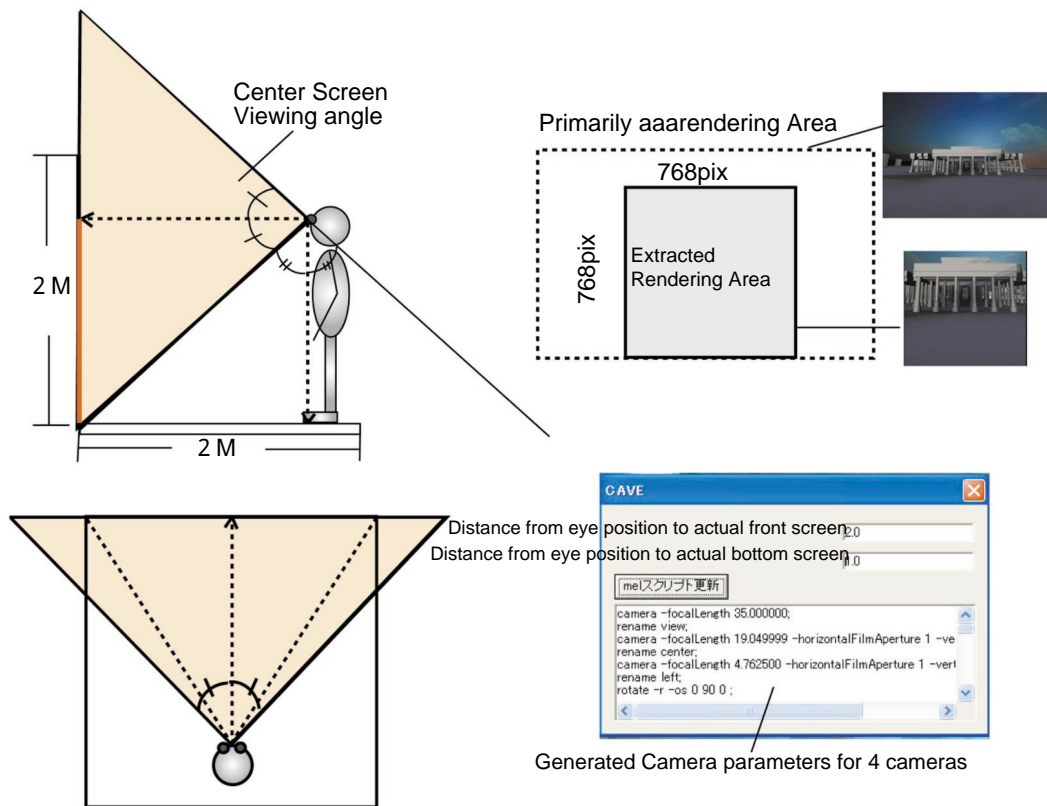 Center Screen
Viewing angle
2 M
2 M
Primarily aaarendering Area
768pix
768pix
Extracted
Rendering Area
CAVE
Distance from eye position to actual front screen
2.0
Distance from eye position to actual bottom screen
1.0
melスクリプト更新
camera -focalLength 35.000000;
rename view;
camera -focalLength 19.049999 -horizontalFilmAperture 1 -ve
rename center;
camera -focalLength 4.762500 -horizontalFilmAperture 1 -vert
rename left;
rotate -r -os 0 90 0 ;
Generated Camera parameters for 4 cameras